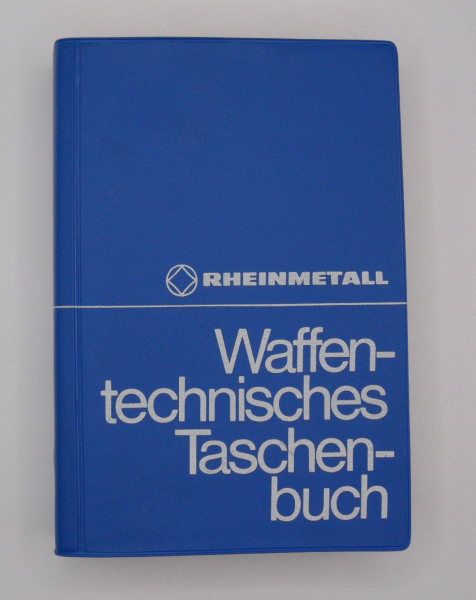 RHEINMETALL
Waffen-
technisches
Taschen-
buch